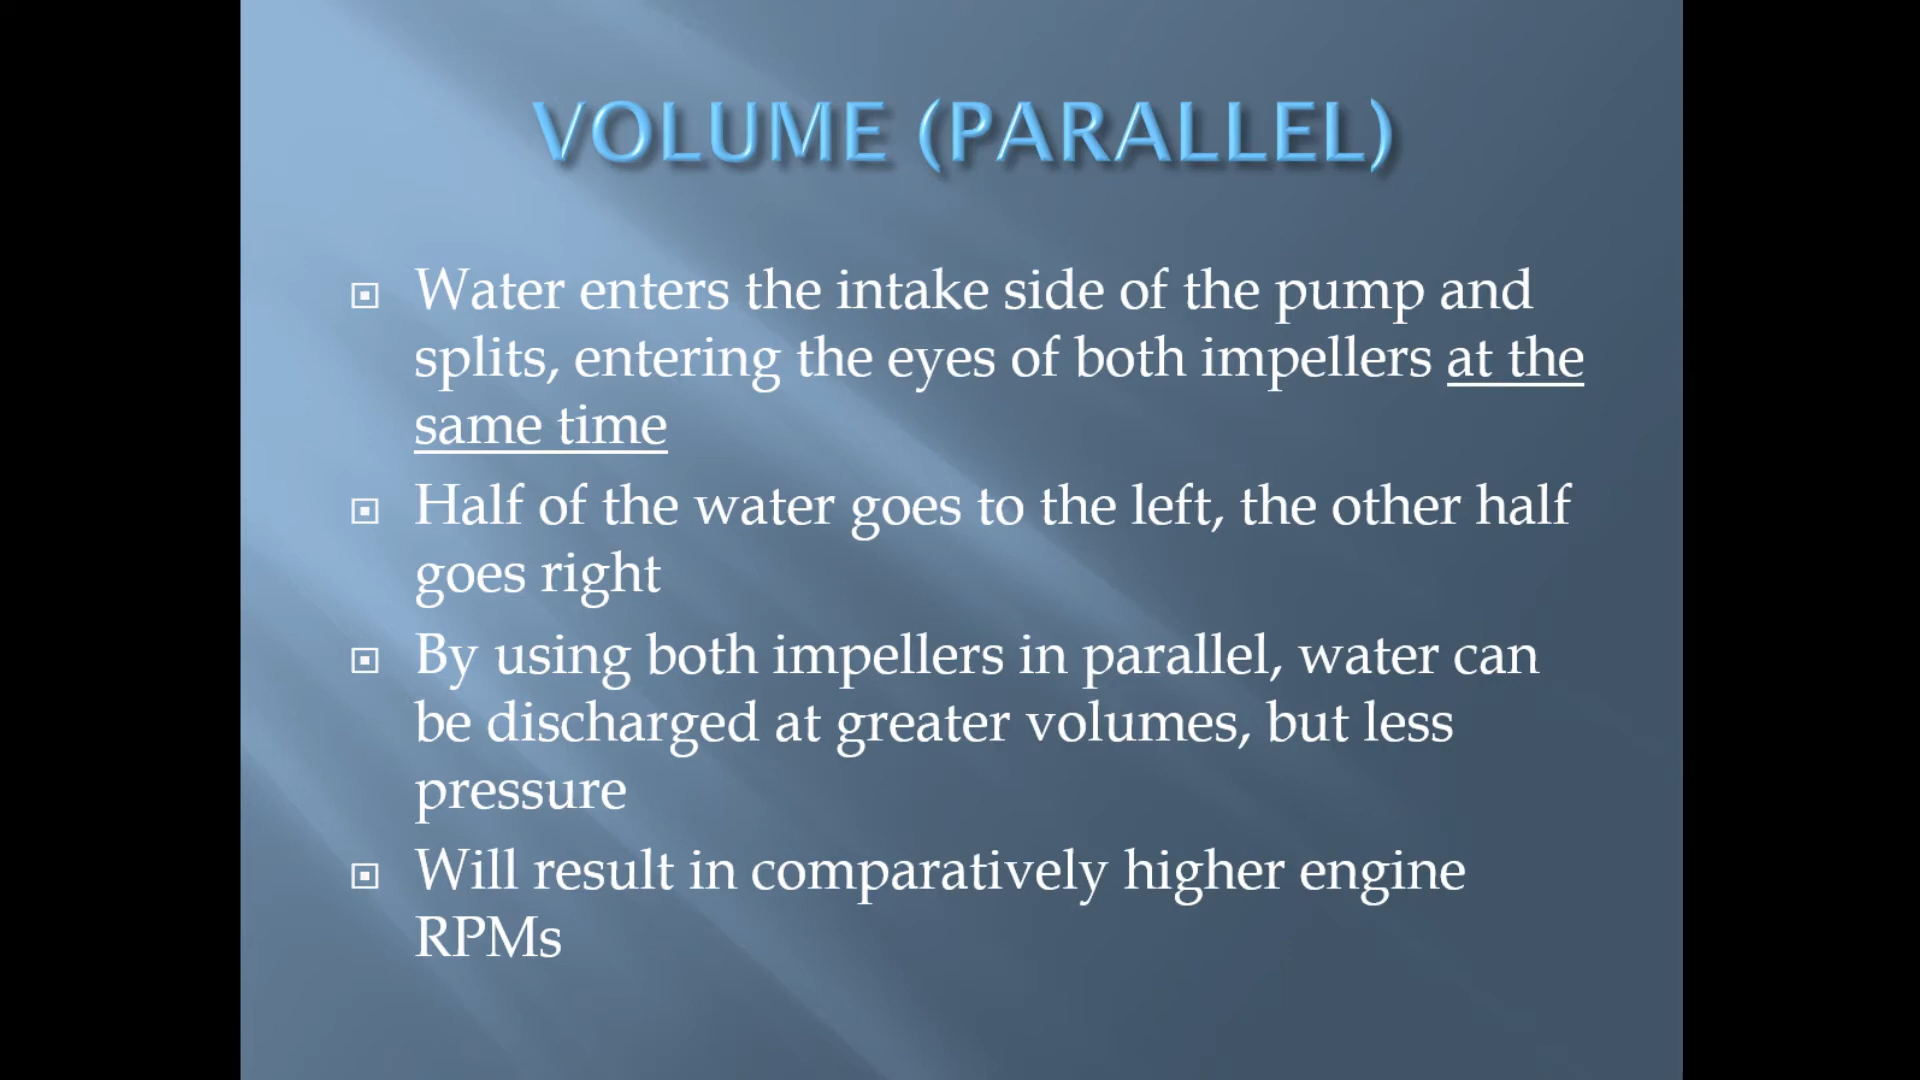 VOLUME (PARALLEL)
Water enters the intake side of the pump and
splits, entering the eyes of both impellers at the
same time
Half of the water goes to the left, the other half
goes right
By using both impellers in parallel, water can
be discharged at greater volumes, but less
pressure
Will result in comparatively higher engine
RPMs